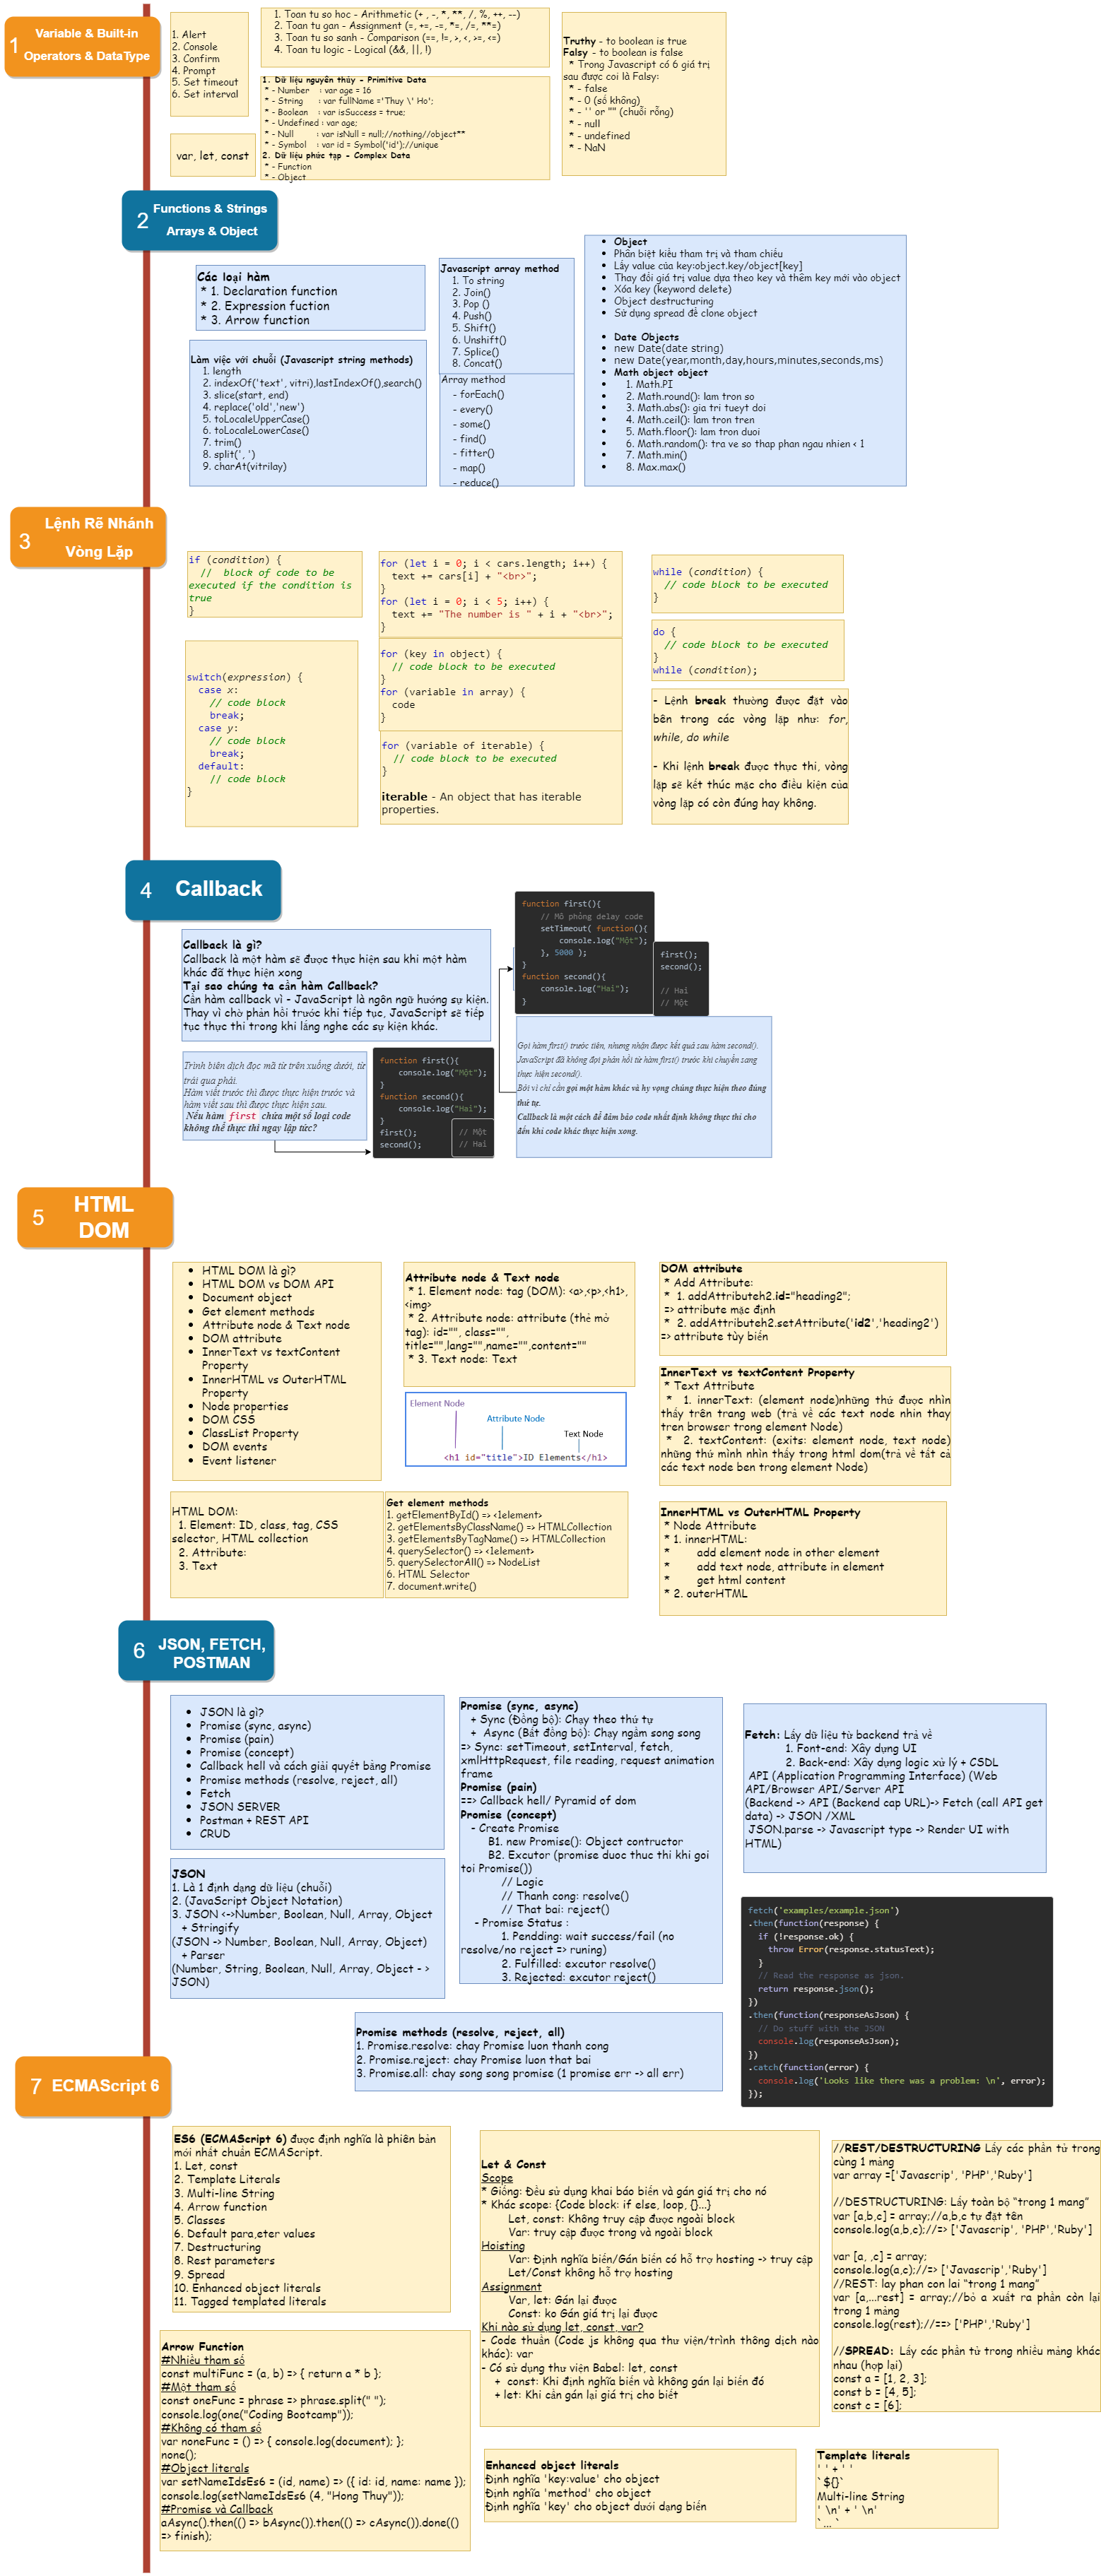 1
Variable & Built-in
Operators & DataType
1. Alert
2. Console
3. Confirm
4. Prompt
5. Set timeout
6. Set interval
var, let, const
1. Toan tu so hoc - Arithmetic (+ , -, *, **, /, %, ++, --)
2. Toan tu gan - Assignment (=, +=, -=, *=, /=, **=)
3. Toan tu so sanh - Comparison (==, !=, >, <, >=, <=)
4. Toan tu logic - Logical (&&, ||, !)
1. Dữ liệu nguyên thủy - Primitive Data
* - Number : var age = 16
* - String : var fullName ='Thuy \' Ho';
* - Boolean : var isSuccess = true;
* - Undefined : var age;
* - Null : var isNull = null;//nothing//object**
* - Symbol : var id = Symbol('id');//unique
2. Dữ liệu phức tạp - Complex Data
* - Function
* - Object
Truthy - to boolean is true
Falsy - to boolean is false
* Trong Javascript có 6 giá trị
sau được coi là Falsy:
* - false
* - 0 (số không)
* - '' or "" (chuỗi rỗng)
* - null
* - undefined
* - NaN
2
Functions & Strings
Arrays & Object
Các loại hàm
* 1. Declaration function
* 2. Expression fuction
* 3. Arrow function
Làm việc với chuỗi (Javascript string methods)
1. length
2. indexOf('text', vitri),lastIndexOf(),search()
3. slice(start, end)
4. replace('old','new')
5. toLocaleUpperCase()
6. toLocaleLowerCase()
7. trim()
8. split(', ')
9. charAt(vitrilay)
Javascript array method
1. To string
2. Join()
3. Pop ()
4. Push()
5. Shift()
6. Unshift()
7. Splice()
8. Concat()
Array method
- forEach()
- every()
- some()
- find()
- fitter()
- map()
- reduce()
• Object
• Phân biệt kiểu tham trị và tham chiếu
• Lấy value của key:object.key/object[key]
• Thay đổi giá trị value dựa theo key và thêm key mới vào object
• Xóa key (keyword delete)
• Object destructuring
• Sử dụng spread để clone object
• Date Objects
• new Date(date string)
• new Date(year,month,day,hours,minutes,seconds,ms)
• Math object object
• 1. Math.PI
• 2. Math.round(): lam tron so
• 3. Math.abs(): gia tri tueyt doi
• 4. Math.ceil(): lam tron tren
• 5. Math.floor(): lam tron duoi
• 6. Math.random(): tra ve so thap phan ngau nhien < 1
• 7. Math.min()
• 8. Max.max()
3
Lệnh Rẽ Nhánh
Vòng Lặp
if (condition) {
// block of code to be
executed if the condition is
true
}
switch(expression) {
case x:
// code block
break;
case y:
// code block
break;
default:
// code block
}
for (let i = 0; i < cars.length; i++) {
text += cars[i] + "<br>";
}
for (let i = 0; i < 5; i++) {
text += "The number is " + i + "<br>";
}
for (key in object) {
// code block to be executed
}
for (variable in array) {
code
}
for (variable of iterable) {
// code block to be executed
}
iterable - An object that has iterable
properties.
while (condition) {
// code block to be executed
}
do {
// code block to be executed
}
while (condition);
- Lệnh break thường được đặt vào
bên trong các vòng lặp như: for,
while, do while
- Khi lệnh break được thực thi, vòng
lặp sẽ kết thúc mặc cho điều kiện của
vòng lặp có còn đúng hay không.
4
Callback
Callback là gì?
Callback là một hàm sẽ được thực hiện sau khi một hàm
khác đã thực hiện xong
Tại sao chúng ta cần hàm Callback?
Cần hàm callback vì - JavaScript là ngôn ngữ hướng sự kiện.
Thay vì chờ phản hồi trước khi tiếp tục, JavaScript sẽ tiếp
tục thực thi trong khi lắng nghe các sự kiện khác.
Trình biên dịch đọc mã từ trên xuống dưới, từ
trái qua phải.
Hàm viết trước thì được thực hiện trước và
hàm viết sau thì được thực hiện sau.
Nếu hàm first chứa một số loại code
không thể thực thi ngay lập tức?
function first(){
console.log("Một");
}
function second(){
console.log("Hai");
}
first();
second();
// Một
// Hai
function first(){
// Mô phỏng delay code
setTimeout( function(){
console.log("Một");
}, 5000 );
}
function second(){
console.log("Hai");
}
first();
second();
// Hai
// Một
Gọi hàm first() trước tiên, nhưng nhận được kết quả sau hàm second().
JavaScript đã không đợi phản hồi từ hàm first() trước khi chuyển sang
thực hiện second().
Bởi vì chỉ cần gọi một hàm khác và hy vọng chúng thực hiện theo đúng
thứ tự.
Callback là một cách để đảm bảo code nhất định không thực thi cho
đến khi code khác thực hiện xong.
5
HTML
DOM
• HTML DOM là gì?
• HTML DOM vs DOM API
• Document object
• Get element methods
• Attribute node & Text node
• DOM attribute
• InnerText vs textContent
Property
• InnerHTML vs OuterHTML
Property
• Node properties
• DOM CSS
• ClassList Property
• DOM events
• Event listener
Attribute node & Text node
* 1. Element node: tag (DOM): <a>,<p>,<h1>,
<img>
* 2. Attribute node: attribute (thẻ mở
tag): id="", class="",
title="",lang="",name="",content=""
* 3. Text node: Text
Element Node
Attribute Node
Text Node
<h1 id="title">ID Elements</h1>
DOM attribute
* Add Attribute:
* 1. addAttributeh2.id="heading2";
=> attribute mặc định
* 2. addAttributeh2.setAttribute('id2','heading2')
=> attribute tùy biến
InnerText vs textContent Property
* Text Attribute
* 1. innerText: (element node)những thứ được nhìn
thấy trên trang web (trả về các text node nhin thay
tren browser trong element Node)
* 2. textContent: (exits: element node, text node)
những thứ mình nhìn thấy trong html dom(trả về tất cả
các text node ben trong element Node)
HTML DOM:
1. Element: ID, class, tag, CSS
selector, HTML collection
2. Attribute:
3. Text
Get element methods
1. getElementById() => <1element>
2. getElementsByClassName() => HTMLCollection
3. getElementsByTagName() => HTMLCollection
4. querySelector() => <1element>
5. querySelectorAll() => NodeList
6. HTML Selector
7. document.write()
InnerHTML vs OuterHTML Property
* Node Attribute
* 1. innerHTML:
* add element node in other element
* add text node, attribute in element
* get html content
* 2. outerHTML
6
JSON, FETCH,
POSTMAN
• JSON là gì?
• Promise (sync, async)
• Promise (pain)
• Promise (concept)
• Callback hell và cách giải quyết bằng Promise
• Promise methods (resolve, reject, all)
• Fetch
• JSON SERVER
• Postman + REST API
• CRUD
JSON
1. Là 1 định dạng dữ liệu (chuỗi)
2. (JavaScript Object Notation)
3. JSON <->Number, Boolean, Null, Array, Object
+ Stringify
(JSON -> Number, Boolean, Null, Array, Object)
+ Parser
(Number, String, Boolean, Null, Array, Object - >
JSON)
Promise (sync, async)
+ Sync (Đồng bộ): Chạy theo thứ tự
+ Async (Bất đồng bộ): Chạy ngầm song song
=> Sync: setTimeout, setInterval, fetch,
xmlHttpRequest, file reading, request animation
frame
Promise (pain)
==> Callback hell/ Pyramid of dom
Promise (concept)
- Create Promise
B1. new Promise(): Object contructor
B2. Excutor (promise duoc thuc thi khi goi
toi Promise())
// Logic
// Thanh cong: resolve()
// That bai: reject()
- Promise Status :
1. Pendding: wait success/fail (no
resolve/no reject => runing)
2. Fulfilled: excutor resolve()
3. Rejected: excutor reject()
Fetch: Lấy dữ liệu từ backend trả về
1. Font-end: Xây dựng UI
2. Back-end: Xây dựng logic xử lý + CSDL
API (Application Programming Interface) (Web
API/Browser API/Server API
(Backend -> API (Backend cap URL)-> Fetch (call API get
data) -> JSON /XML
JSON.parse -> Javascript type -> Render UI with
HTML)
fetch('examples/example.json')
.then(function(response) {
if (!response.ok) {
throw Error(response.statusText);
}
// Read the response as json.
return response.json();
})
.then(function(responseAsJson) {
// Do stuff with the JSON
console.log(responseAsJson);
})
.catch(function(error) {
console.log('Looks like there was a problem: \n', error);
});
Promise methods (resolve, reject, all)
1. Promise.resolve: chay Promise luon thanh cong
2. Promise.reject: chay Promise luon that bai
3. Promise.all: chay song song promise (1 promise err -> all err)
7
ECMAScript 6
ES6 (ECMAScript 6) được định nghĩa là phiên bản
mới nhất chuẩn ECMAScript.
1. Let, const
2. Template Literals
3. Multi-line String
4. Arrow function
5. Classes
6. Default para,eter values
7. Destructuring
8. Rest parameters
9. Spread
10. Enhanced object literals
11. Tagged templated literals
Let & Const
Scope
* Giống: Đều sử dụng khai báo biến và gán giá trị cho nó
* Khác scope: {Code block: if else, loop, {}...}
Let, const: Không truy cập được ngoài block
Var: truy cập được trong và ngoài block
Hoisting
Var: Định nghĩa biến/Gán biến có hỗ trợ hosting -> truy cập
Let/Const không hỗ trợ hosting
Assignment
Var, let: Gán lại được
Const: ko Gán giá trị lại được
Khi nào sử dụng let, const, var?
- Code thuần (Code js không qua thư viện/trình thông dịch nào
khác): var
- Có sử dụng thư viện Babel: let, const
+ const: Khi định nghĩa biến và không gán lại biến đó
+ let: Khi cần gán lại giá trị cho biết
//REST/DESTRUCTURING Lấy các phần tử trong
cùng 1 mảng
var array =['Javascrip', 'PHP','Ruby']
//DESTRUCTURING: Lấy toàn bộ “trong 1 mang”
var [a,b,c] = array;//a,b,c tự đặt tên
console.log(a,b,c);//=> ['Javascrip', 'PHP','Ruby']
var [a, ,c] = array;
console.log(a,c);//=> ['Javascrip','Ruby']
//REST: lay phan con lai “trong 1 mang”
var [a,...rest] = array;//bỏ a xuất ra phần còn lại
trong 1 mảng
console.log(rest);//==> ['PHP','Ruby']
//SPREAD: Lấy các phần tử trong nhiều mảng khác
nhau (hợp lại)
const a = [1, 2, 3];
const b = [4, 5];
const c = [6];
Arrow Function
#Nhiều tham số
const multiFunc = (a, b) => { return a * b };
#Một tham số
const oneFunc = phrase => phrase.split(" ");
console.log(one("Coding Bootcamp"));
#Không có tham số
var noneFunc = () => { console.log(document); };
none();
#Object literals
var setNameIdsEs6 = (id, name) => ({ id: id, name: name });
console.log(setNameIdsEs6 (4, "Hong Thuy"));
#Promise và Callback
aAsync().then(() => bAsync()).then(() => cAsync()).done(()
=> finish);
Enhanced object literals
Định nghĩa 'key:value' cho object
Định nghĩa 'method' cho object
Định nghĩa 'key' cho object dưới dạng biến
Template literals
' ' + ' '
`${}`
Multi-line String
' \n' + ' \n'
`... `